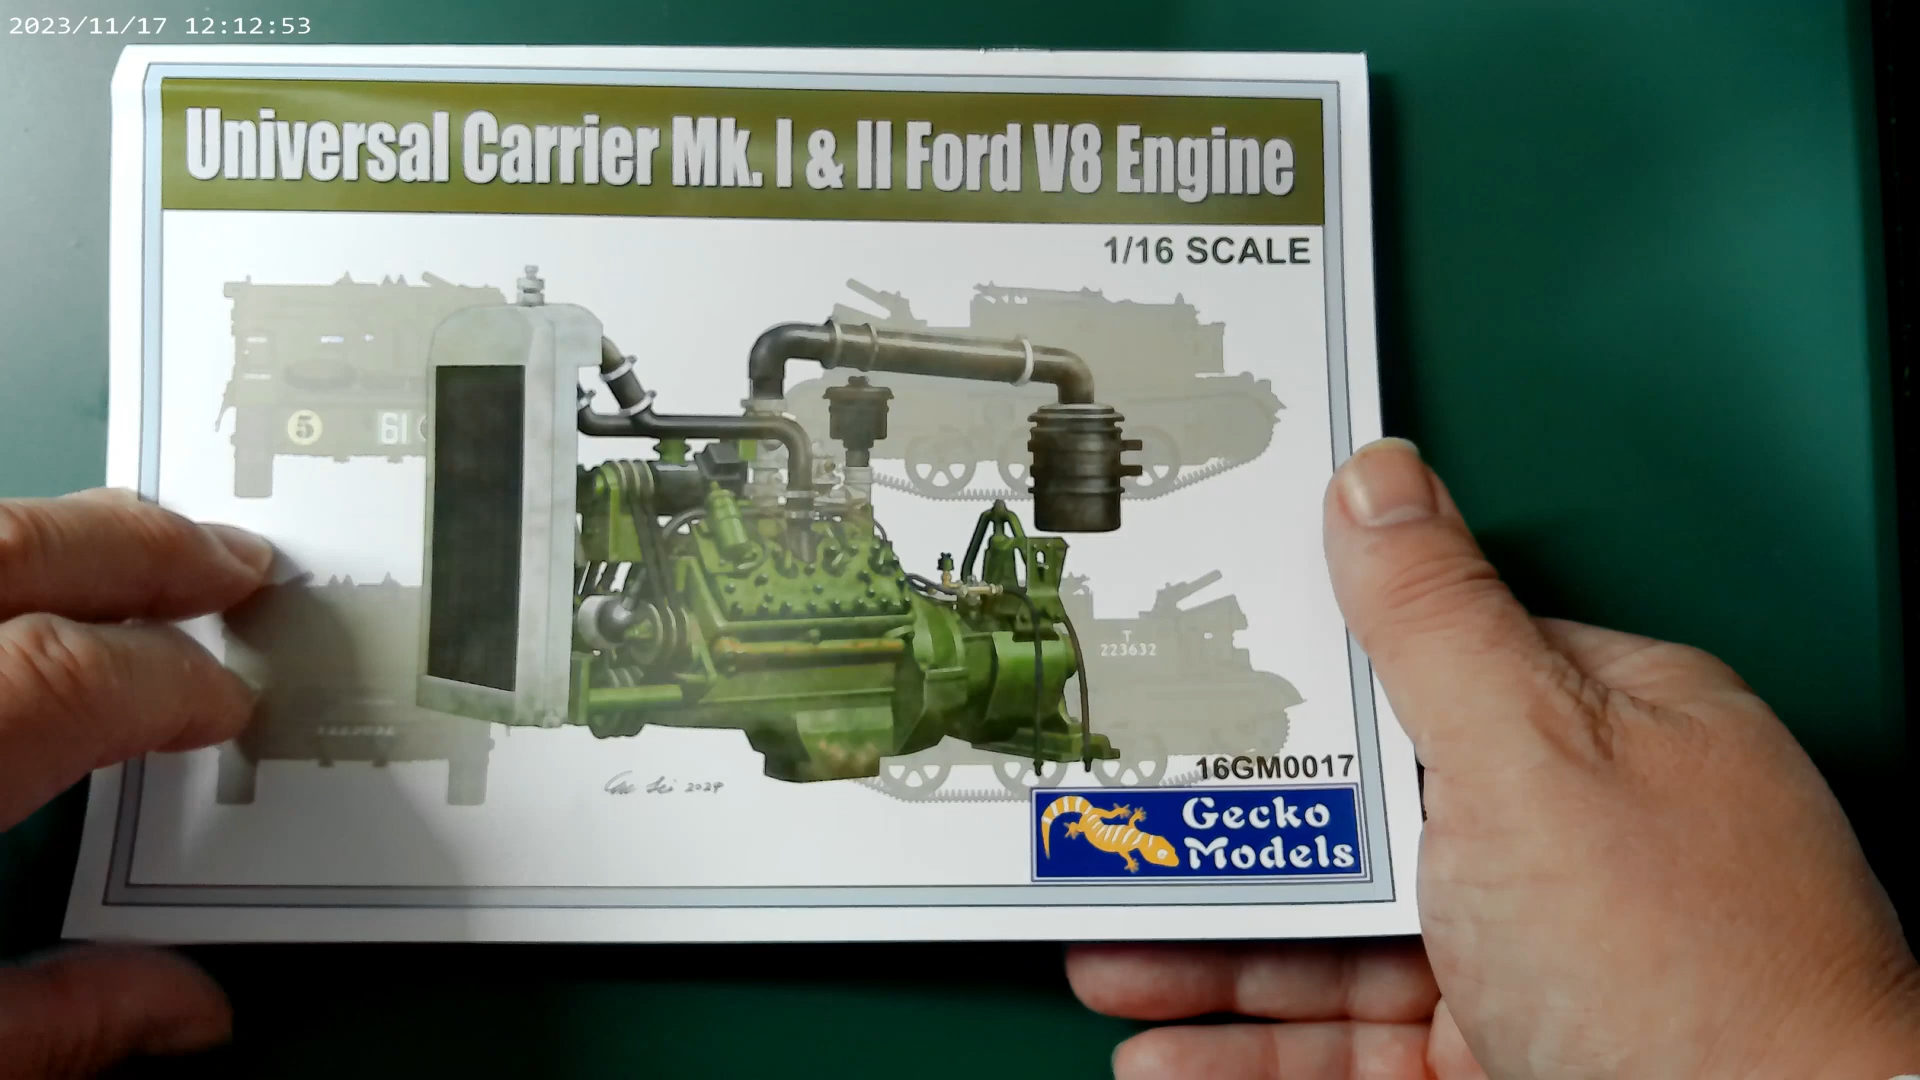 2023/11/17 12:12:53
Universal Carrier Mk. I & II Ford V8 Engine
1/16 SCALE
5
61
T
223632
2024
16GM0017
Gecko
Models